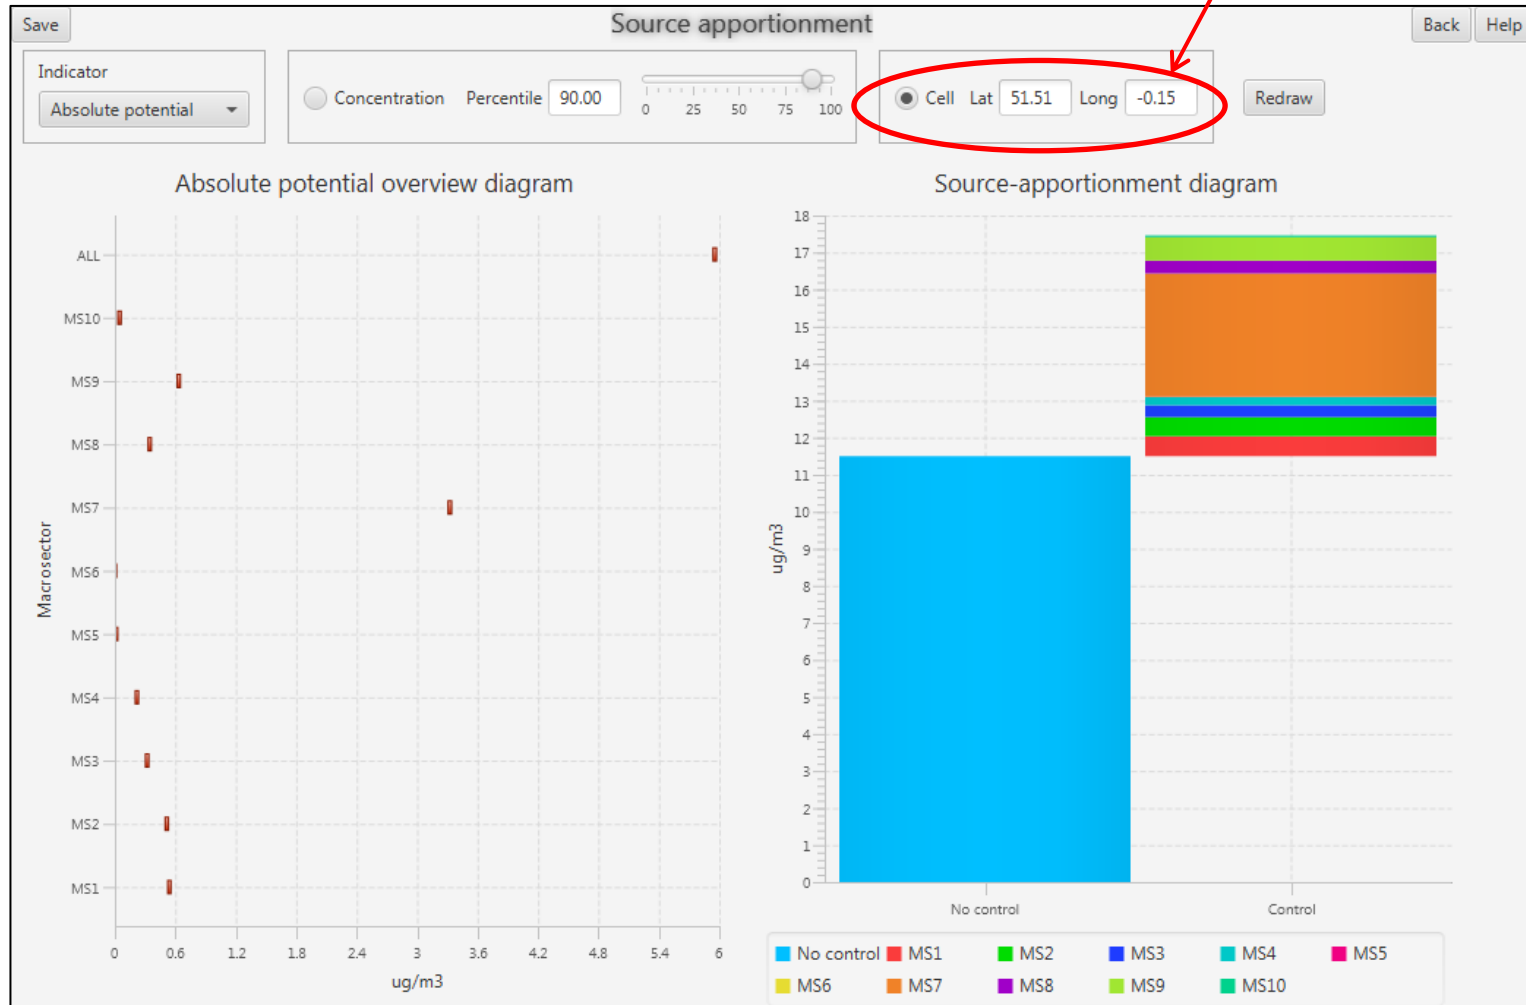 Save
Source apportionment
Back
Help
Indicator
Absolute potential
Concentration Percentile 90.00
0 25 50 75 100
Cell Lat 51.51 Long -0.15
Redraw
Absolute potential overview diagram
Macrosector
ALL
MS10
MS9
MS8
MS7
MS6
MS5
MS4
MS3
MS2
MS1
0 0.6 1.2 1.8 2.4 3 3.6 4.2 4.8 5.4 6
ug/m3
Source-apportionment diagram
ug/m3
18
17
16
15
14
13
12
11
10
9
8
7
6
5
4
3
2
1
0
No control Control
No control MS1 MS2 MS3 MS4 MS5
MS6 MS7 MS8 MS9 MS10